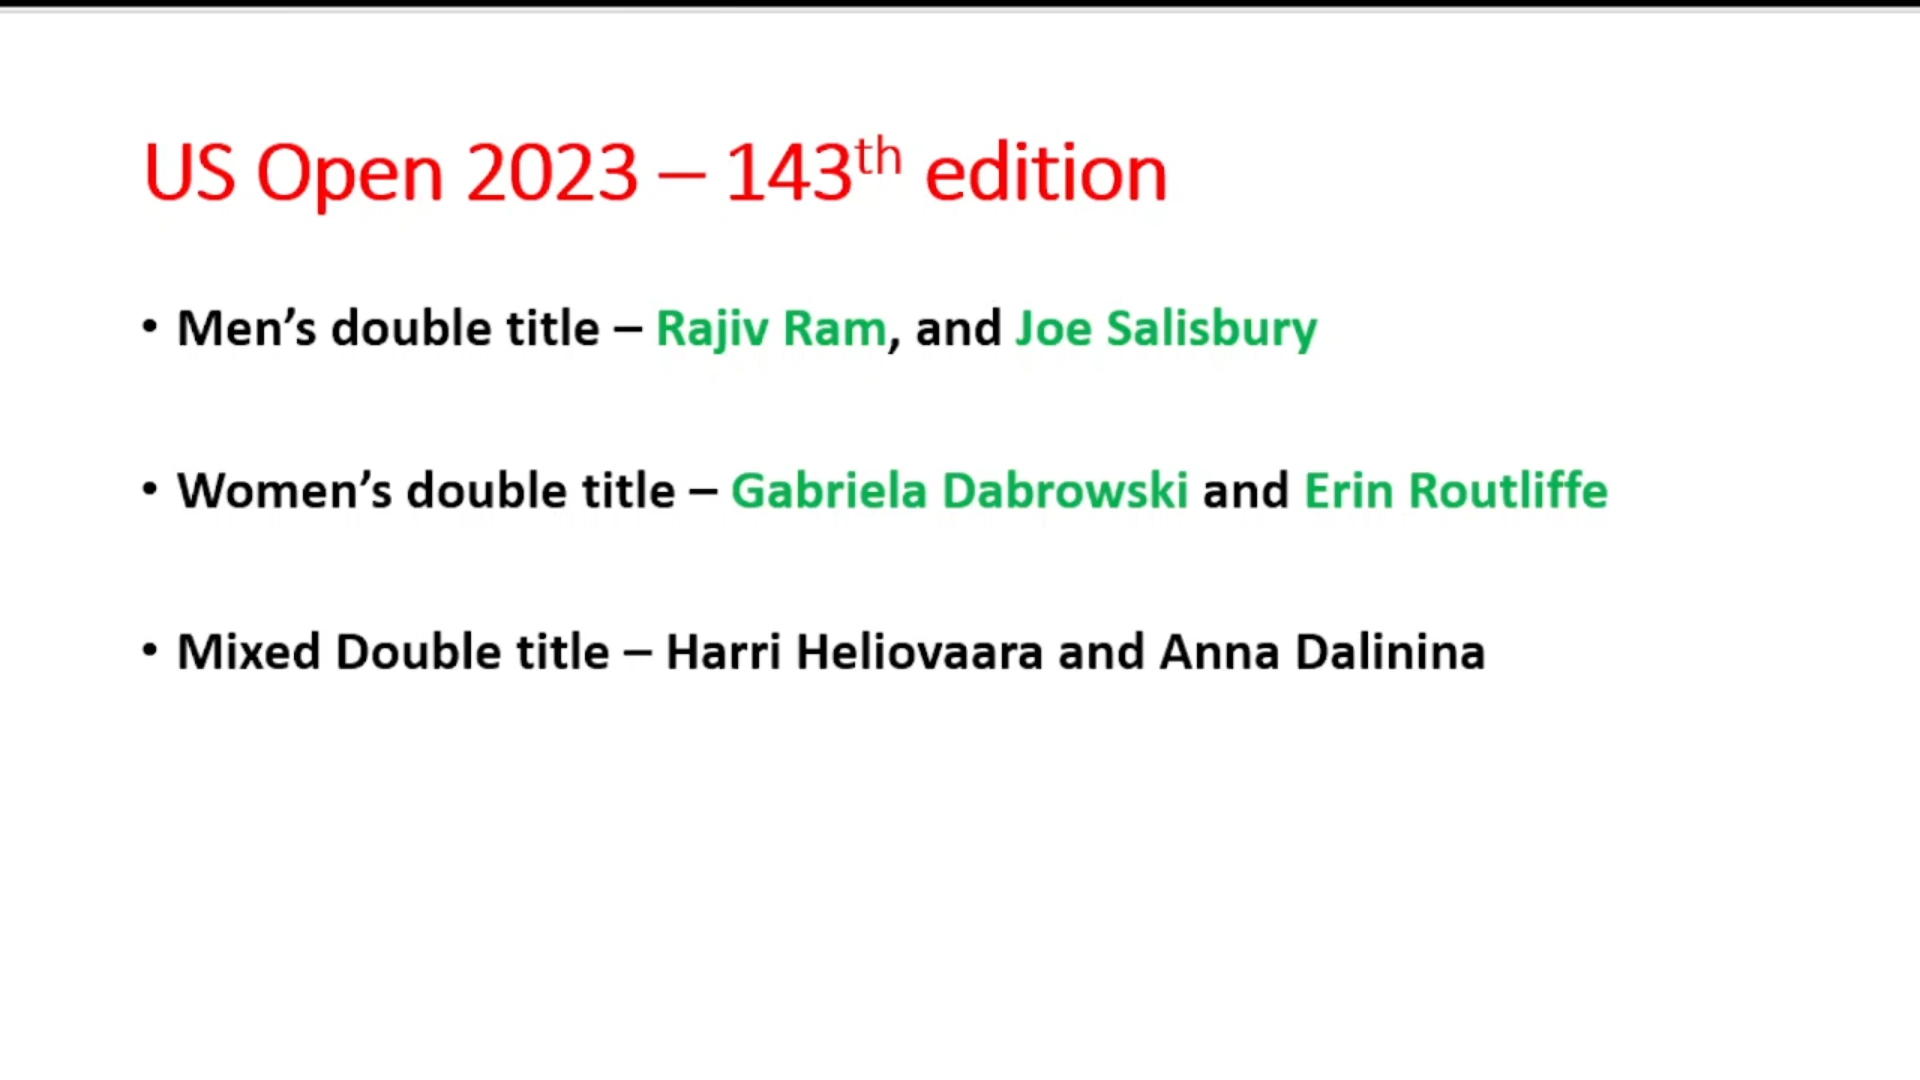 US Open 2023 – 143th edition
• Men’s double title – Rajiv Ram, and Joe Salisbury
• Women’s double title – Gabriela Dabrowski and Erin Routliffe
• Mixed Double title – Harri Heliovaara and Anna Dalinina